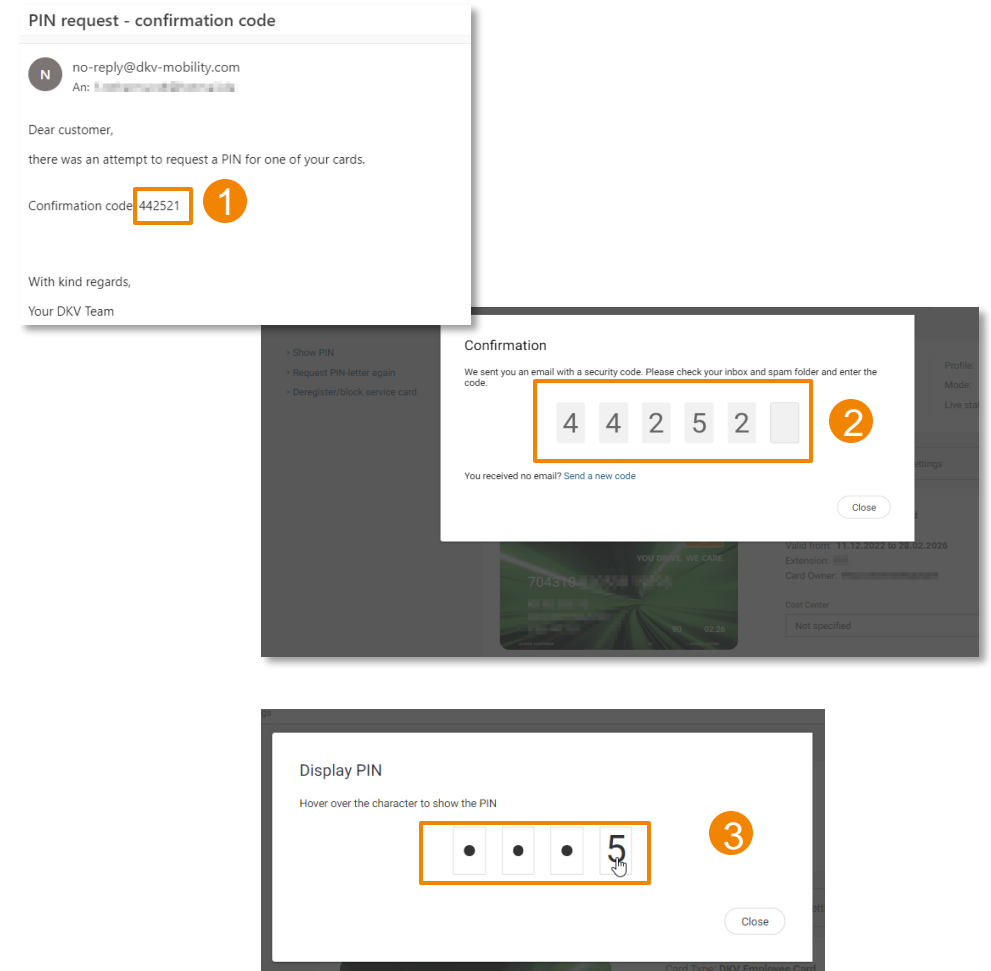 PIN request - confirmation code
N
no-reply@dkv-mobility.com
An:
Dear customer,
there was an attempt to request a PIN for one of your cards.
Confirmation code 442521
1
With kind regards,
Your DKV Team
› Show PIN
› Request PIN-letter again
› Deregister/block service card
Profile:
Mode:
Confirmation
We sent you an email with a security code. Please check your inbox and spam folder and enter the
code.
4 4 2 5 2
2
You received no email? Send a new code
Close
Valid from: 11.12.2022 to 28.02.2026
Extension:
Card Owner:
Cost Center
Not specified
YOU DRIVE. WE CARE.
704310
90 02.26
Display PIN
Hover over the character to show the PIN
● ● ● 5
3
Close
Card Type: DKV Employee Card